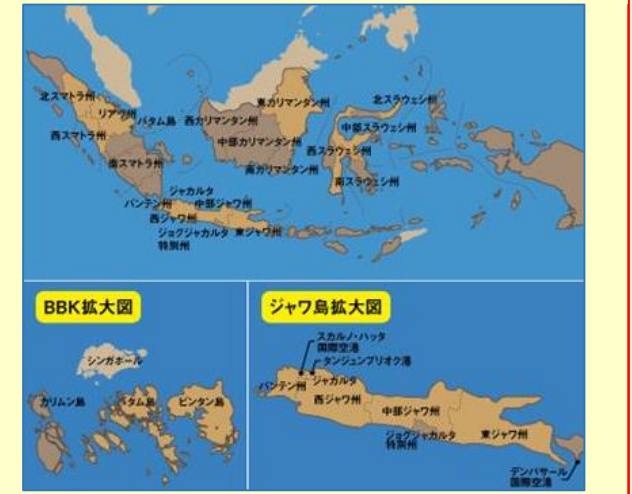 北スマトラ州
リアウ州
バタム島
西スマトラ州
南スマトラ州
西カリマンタン州
東カリマンタン州
中部カリマンタン州
南カリマンタン州
北スラウェシ州
中部スラウェシ州
西スラウェシ州
南スラウェシ州
ジャカルタ
バンテン州
中部ジャワ州
西ジャワ州
ジョグジャカルタ
特別州
東ジャワ州
BBK拡大図
シンガポール
カリムン島
バタム島
ビンタン島
ジャワ島拡大図
スカルノ・ハッタ
国際空港
タンジュンプリオク港
バンテン州
ジャカルタ
西ジャワ州
中部ジャワ州
ジョグジャカルタ
特別州
東ジャワ州
デンパサール
国際空港